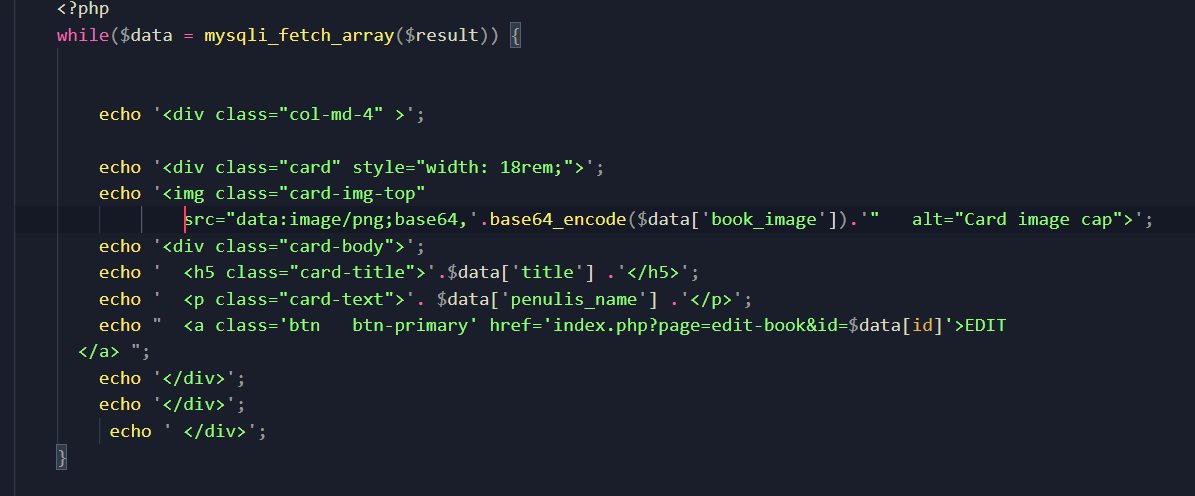 <?php
while($data = mysqli_fetch_array($result)) {
echo '<div class="col-md-4" >';
echo '<div class="card" style="width: 18rem;">';
echo '<img class="card-img-top"
src="data:image/png;base64,'.base64_encode($data['book_image']).'"   alt="Card image cap">';
echo '<div class="card-body">';
echo '  <h5 class="card-title">'.$data['title'] .'</h5>';
echo '  <p class="card-text">'. $data['penulis_name'] .'</p>';
echo "  <a class='btn   btn-primary' href='index.php?page=edit-book&id=$data[id]'>EDIT
</a> ";
echo '</div>';
echo '</div>';
echo ' </div>';
}